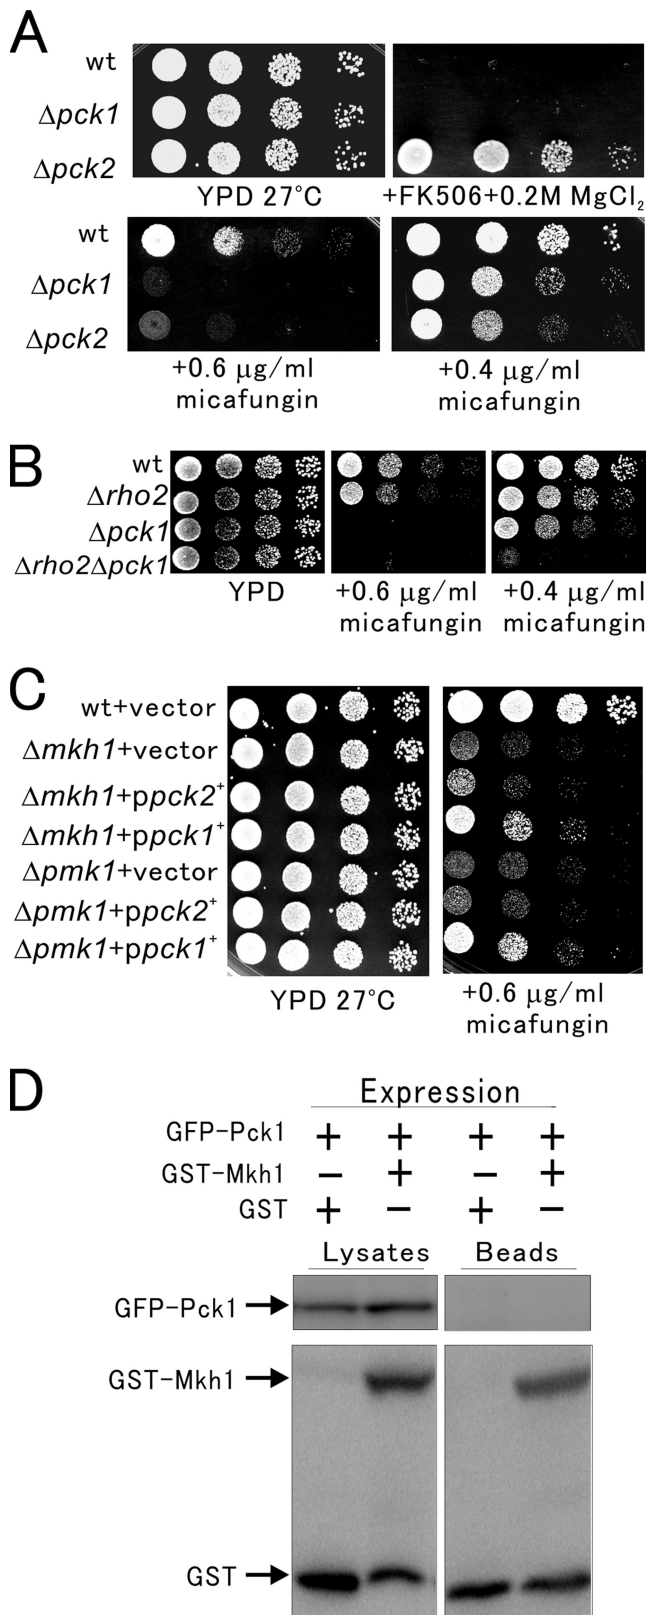 A
wt
Δpck1
Δpck2
YPD 27°C
+FK506+0.2M MgCl₂
wt
Δpck1
Δpck2
+0.6 μg/ml
micafungin
+0.4 μg/ml
micafungin
B
wt
Δrho2
Δpck1
Δrho2Δpck1
YPD
+0.6 μg/ml
micafungin
+0.4 μg/ml
micafungin
C
wt+vector
Δmkh1+vector
Δmkh1+ppck2⁺
Δmkh1+ppck1⁺
Δpmk1+vector
Δpmk1+ppck2⁺
Δpmk1+ppck1⁺
YPD 27°C
+0.6 μg/ml
micafungin
D
Expression
GFP-Pck1 + + + +
GST-Mkh1 - + - +
GST + - + -
Lysates Beads
GFP-Pck1
GST-Mkh1
GST